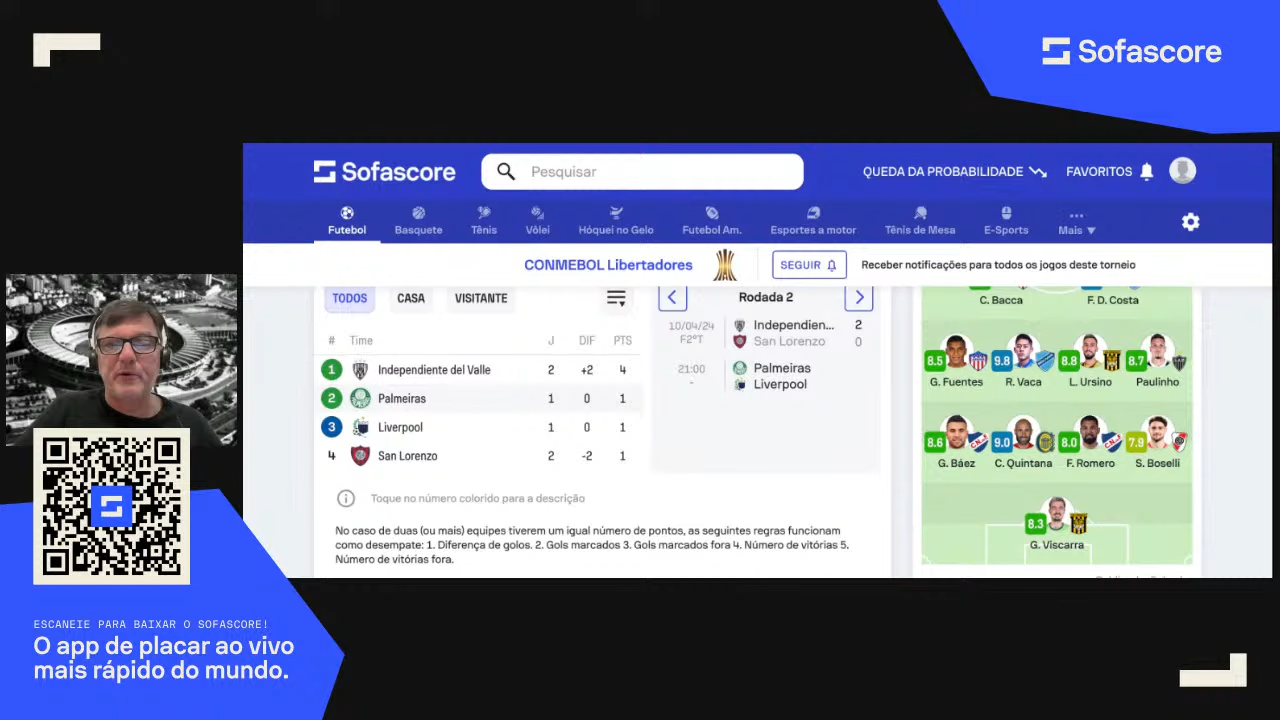 Sofascore
Sofascore
Pesquisar
QUEDA DA PROBABILIDADE
FAVORITOS
Futebol
Basquete
Tênis
Vôlei
Hóquei no Gelo
Futebol Am.
Esportes a motor
Tênis de Mesa
E-Sports
Mais
CONMEBOL Libertadores
SEGUIR
Receber notificações para todos os jogos deste torneio
TODOS CASA VISITANTE
# Time J DIF PTS
1 Independiente del Valle 2 +2 4
2 Palmeiras 1 0 1
3 Liverpool 1 0 1
4 San Lorenzo 2 -2 1
Toque no número colorido para a descrição
No caso de duas (ou mais) equipes tiverem um igual número de pontos, as seguintes regras funcionam
como desempate: 1. Diferença de golos. 2. Gols marcados 3. Gols marcados fora 4. Número de vitórias 5.
Número de vitórias fora.
Rodada 2
10/04/24 Independien... 2
F2°T San Lorenzo 0
21:00 Palmeiras
- Liverpool
C. Bacca F. D. Costa
8.5 9.8 8.8 8.7
G. Fuentes R. Vaca L. Ursino Paulinho
8.6 9.0 8.0 7.9
G. Báez C. Quintana F. Romero S. Boselli
8.3
G. Viscarra
ESCANEIE PARA BAIXAR O SOFASCORE!
O app de placar ao vivo
mais rápido do mundo.